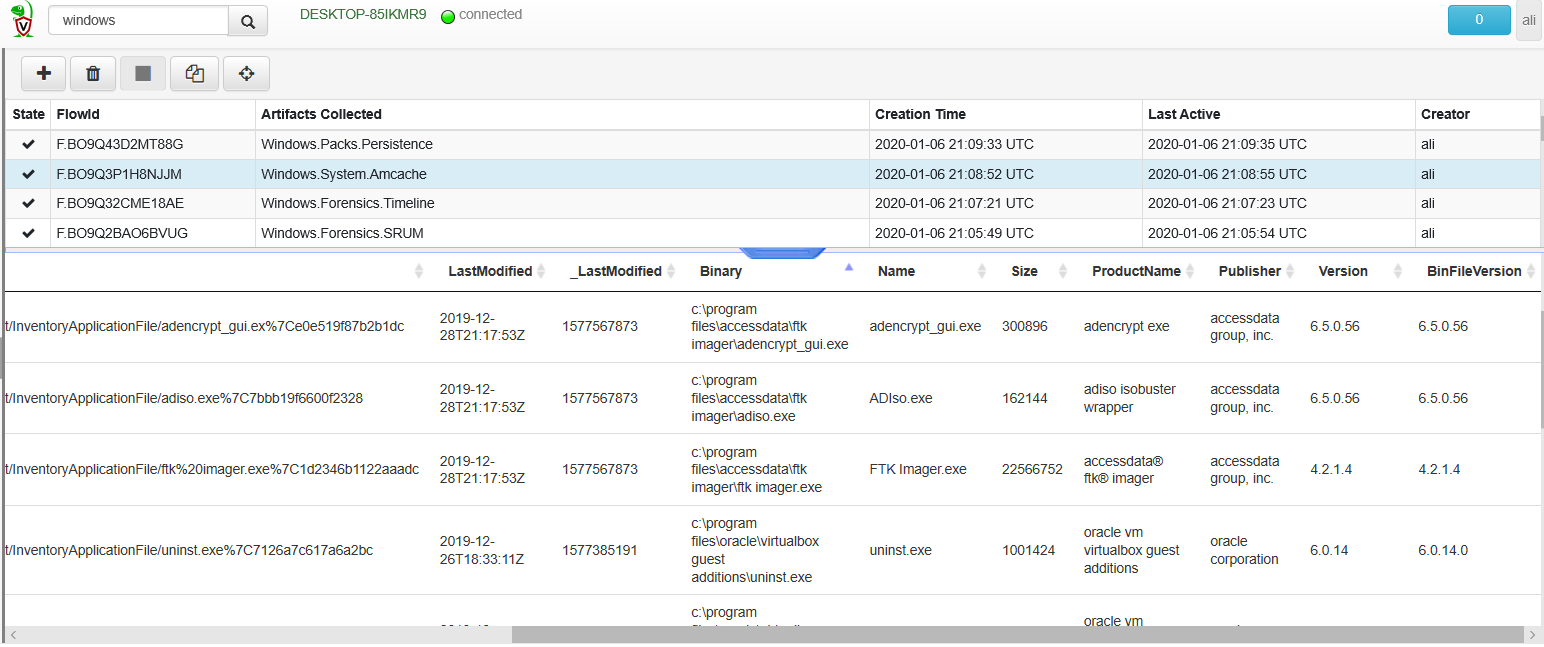 windows
DESKTOP-85IKMR9 connected
0
ali
State FlowId Artifacts Collected Creation Time Last Active Creator
F.BO9Q43D2MT88G Windows.Packs.Persistence 2020-01-06 21:09:33 UTC 2020-01-06 21:09:35 UTC ali
F.BO9Q3P1H8NJJM Windows.System.Amcache 2020-01-06 21:08:52 UTC 2020-01-06 21:08:55 UTC ali
F.BO9Q32CME18AE Windows.Forensics.Timeline 2020-01-06 21:07:21 UTC 2020-01-06 21:07:23 UTC ali
F.BO9Q2BAO6BVUG Windows.Forensics.SRUM 2020-01-06 21:05:49 UTC 2020-01-06 21:05:54 UTC ali
LastModified _LastModified Binary Name Size ProductName Publisher Version BinFileVersion
t/InventoryApplicationFile/adencrypt_gui.ex%7Ce0e519f87b2b1dc
2019-12-
28T21:17:53Z
1577567873
c:\program
files\accessdata\ftk
imager\adencrypt_gui.exe
adencrypt_gui.exe
300896
adencrypt exe
accessdata
group, inc.
6.5.0.56
6.5.0.56
t/InventoryApplicationFile/adiso.exe%7C7bbb19f6600f2328
2019-12-
28T21:17:53Z
1577567873
c:\program
files\accessdata\ftk
imager\adiso.exe
ADIso.exe
162144
adiso isobuster
wrapper
accessdata
group, inc.
6.5.0.56
6.5.0.56
t/InventoryApplicationFile/ftk%20imager.exe%7C1d2346b1122aaadc
2019-12-
28T21:17:53Z
1577567873
c:\program
files\accessdata\ftk
imager\ftk imager.exe
FTK Imager.exe
22566752
accessdata®
ftk® imager
accessdata
group, inc.
4.2.1.4
4.2.1.4
t/InventoryApplicationFile/uninst.exe%7C7126a7c617a6a2bc
2019-12-
26T18:33:11Z
1577385191
c:\program
files\oracle\virtualbox
guest
additions\uninst.exe
uninst.exe
1001424
oracle vm
virtualbox guest
additions
oracle
corporation
6.0.14
6.0.14.0
c:\program
oracle vm